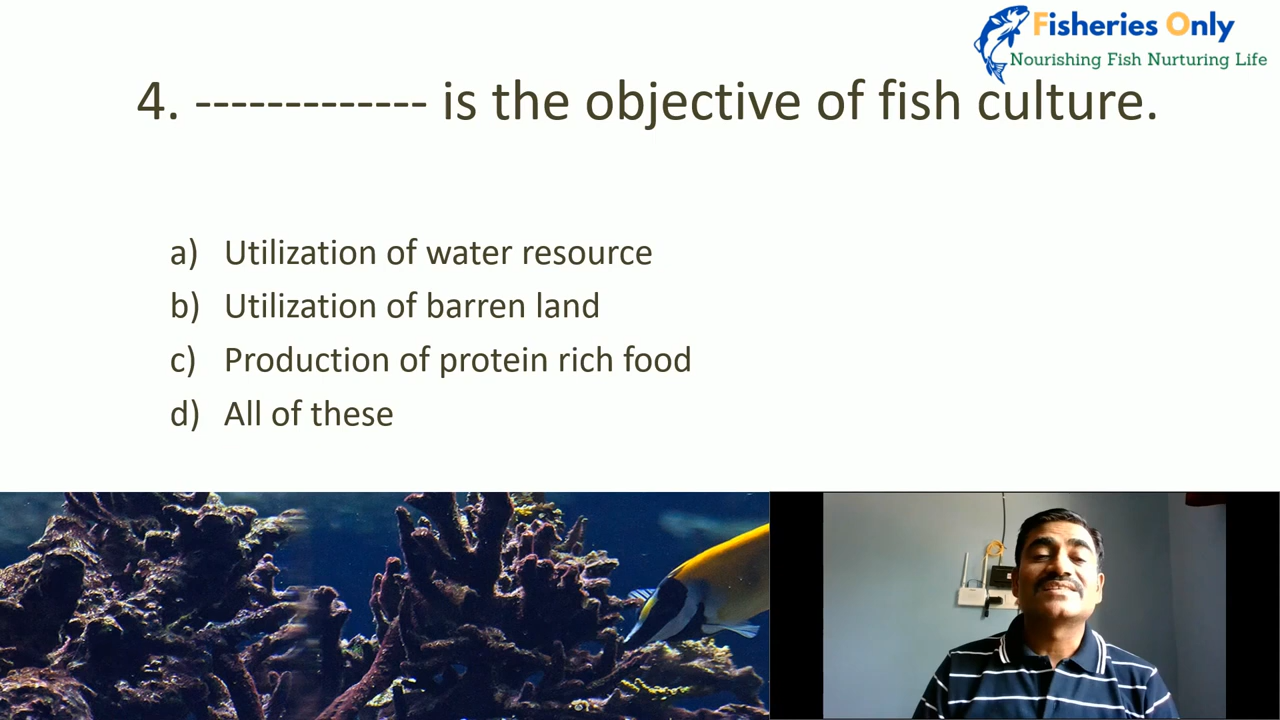 Fisheries Only
Nourishing Fish Nurturing Life
4. ------------- is the objective of fish culture.
a) Utilization of water resource
b) Utilization of barren land
c) Production of protein rich food
d) All of these